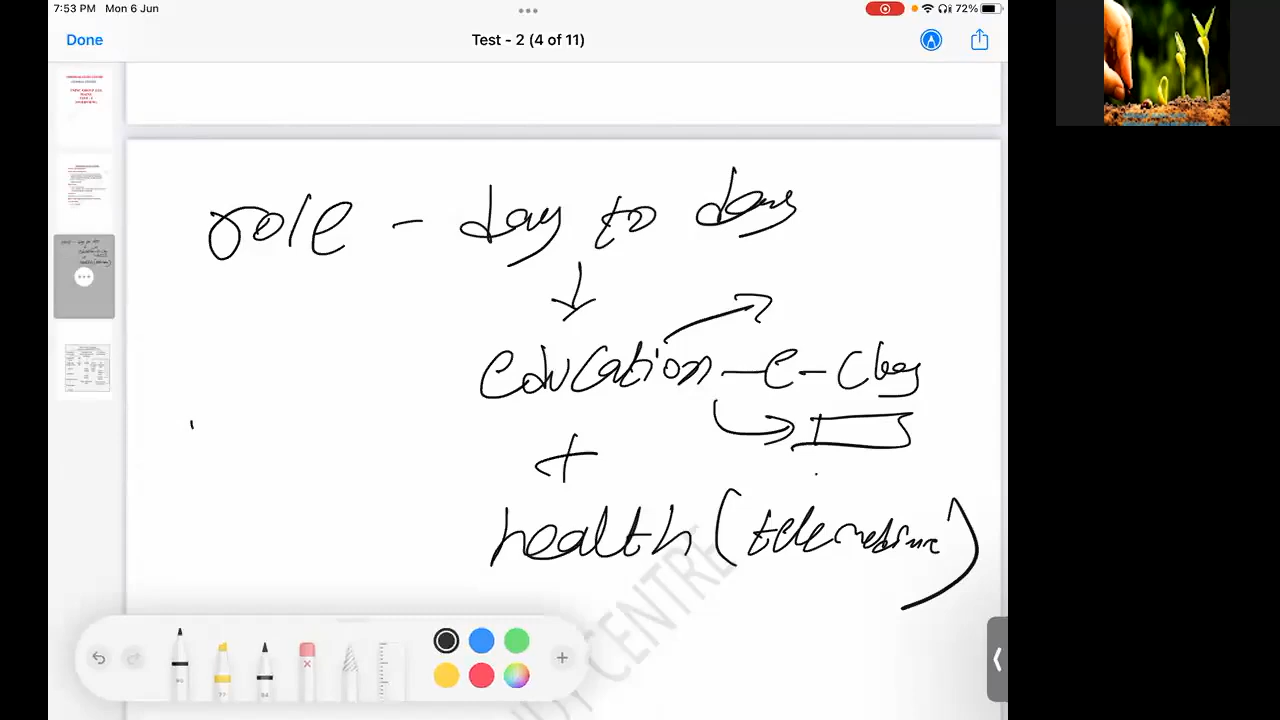 7:53 PM Mon 6 Jun
72%
Done
Test - 2 (4 of 11)
role - day to day
education - e - class
+
health (telemedicine)
CENTRE